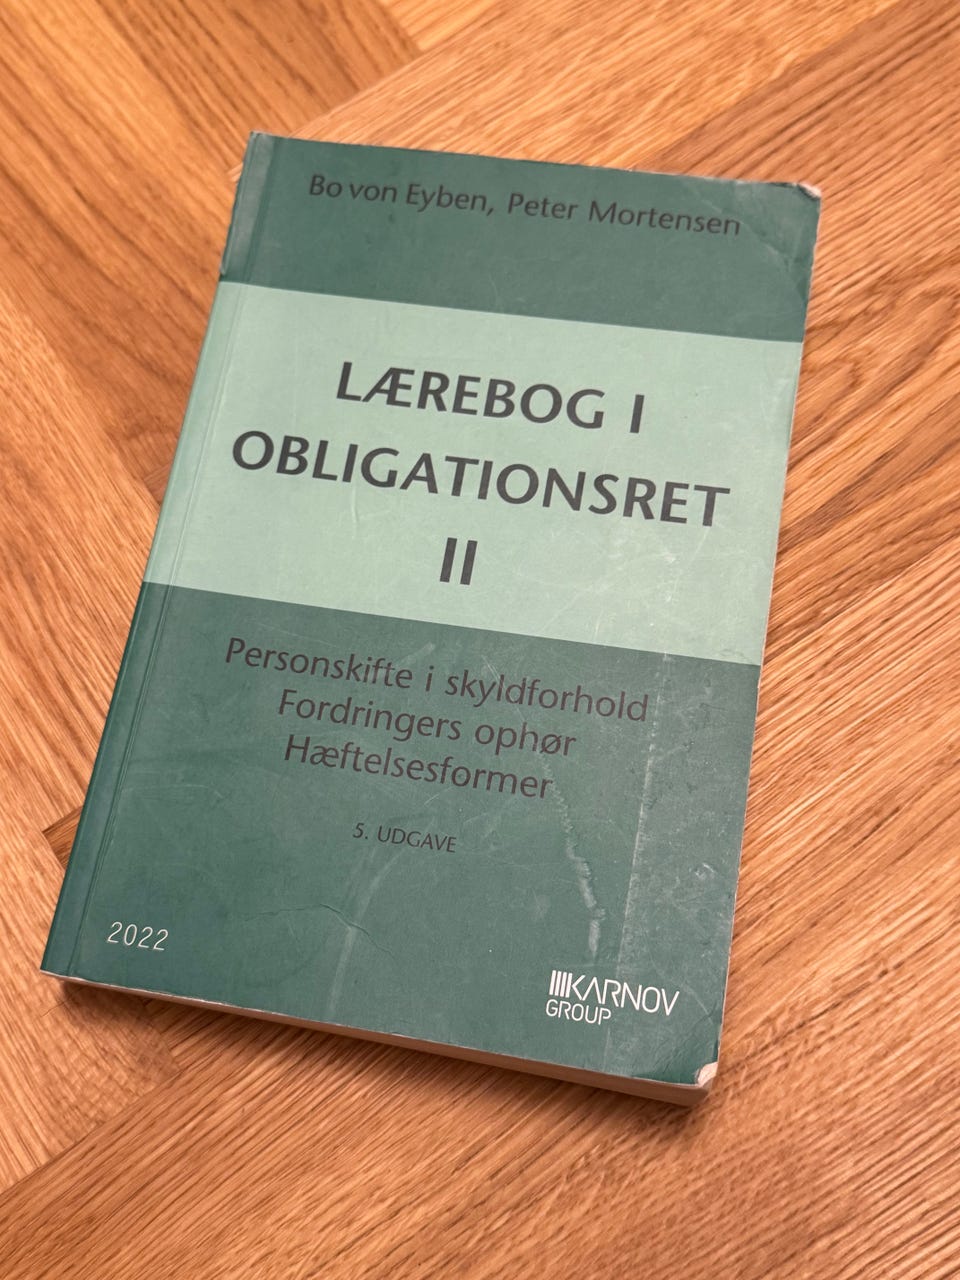 Bo von Eyben, Peter Mortensen
LÆREBOG I
OBLIGATIONSRET
II
Personskifte i skyldforhold
Fordringers ophør
Hæftelsesformer
5. UDGAVE
2022
KARNOV
GROUP